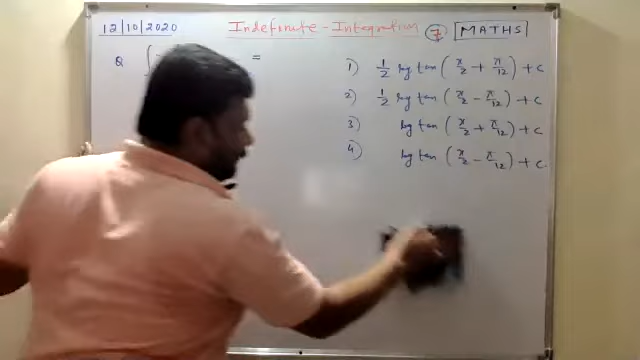 12/10/2020 Indefinite - Integration 7 MATHS
Q ∫ =
1) 1/2 log tan ( x/2 + π/12 ) + c
2) 1/2 log tan ( x/2 - π/12 ) + c
3) log tan ( x/2 + π/12 ) + c
4) log tan ( x/2 - π/12 ) + c.